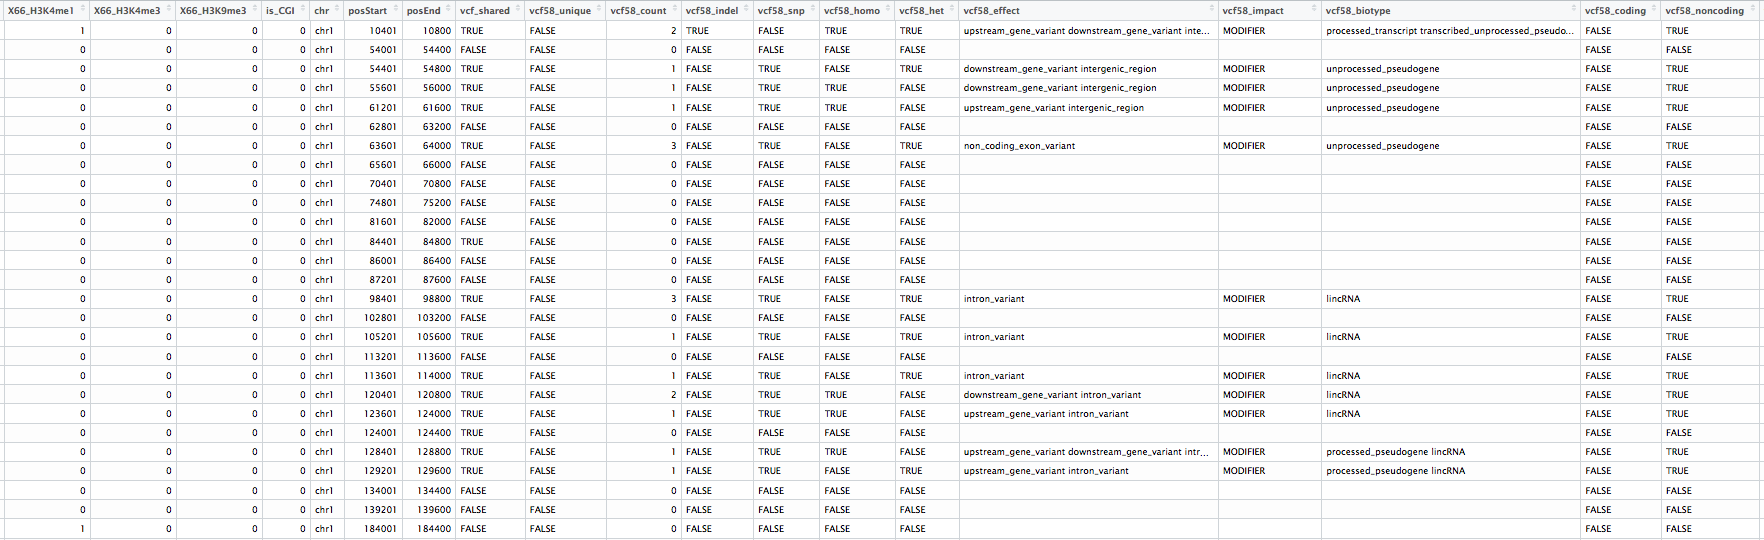 X66_H3K4me1 X66_H3K4me3 X66_H3K9me3 is_CGI chr posStart posEnd vcf_shared vcf58_unique vcf58_count vcf58_indel vcf58_snp vcf58_homo vcf58_het vcf58_effect vcf58_impact vcf58_biotype vcf58_coding vcf58_noncoding
1 0 0 0 chr1 10401 10800 TRUE FALSE 2 TRUE FALSE TRUE TRUE upstream_gene_variant downstream_gene_variant inte... MODIFIER processed_transcript transcribed_unprocessed_pseudo... FALSE TRUE
0 0 0 0 chr1 54001 54400 FALSE FALSE 0 FALSE FALSE FALSE FALSE FALSE FALSE
0 0 0 0 chr1 54401 54800 TRUE FALSE 1 FALSE TRUE FALSE TRUE downstream_gene_variant intergenic_region MODIFIER unprocessed_pseudogene FALSE TRUE
0 0 0 0 chr1 55601 56000 TRUE FALSE 1 FALSE TRUE TRUE FALSE downstream_gene_variant intergenic_region MODIFIER unprocessed_pseudogene FALSE TRUE
0 0 0 0 chr1 61201 61600 TRUE FALSE 1 FALSE TRUE TRUE FALSE upstream_gene_variant intergenic_region MODIFIER unprocessed_pseudogene FALSE TRUE
0 0 0 0 chr1 62801 63200 FALSE FALSE 0 FALSE FALSE FALSE FALSE FALSE FALSE
0 0 0 0 chr1 63601 64000 TRUE FALSE 3 FALSE TRUE FALSE TRUE non_coding_exon_variant MODIFIER unprocessed_pseudogene FALSE TRUE
0 0 0 0 chr1 65601 66000 FALSE FALSE 0 FALSE FALSE FALSE FALSE FALSE FALSE
0 0 0 0 chr1 70401 70800 FALSE FALSE 0 FALSE FALSE FALSE FALSE FALSE FALSE
0 0 0 0 chr1 74801 75200 FALSE FALSE 0 FALSE FALSE FALSE FALSE FALSE FALSE
0 0 0 0 chr1 81601 82000 FALSE FALSE 0 FALSE FALSE FALSE FALSE FALSE FALSE
0 0 0 0 chr1 84401 84800 TRUE FALSE 0 FALSE FALSE FALSE FALSE FALSE FALSE
0 0 0 0 chr1 86001 86400 FALSE FALSE 0 FALSE FALSE FALSE FALSE FALSE FALSE
0 0 0 0 chr1 87201 87600 FALSE FALSE 0 FALSE FALSE FALSE FALSE FALSE FALSE
0 0 0 0 chr1 98401 98800 TRUE FALSE 3 FALSE TRUE FALSE TRUE intron_variant MODIFIER lincRNA FALSE TRUE
0 0 0 0 chr1 102801 103200 FALSE FALSE 0 FALSE FALSE FALSE FALSE FALSE FALSE
0 0 0 0 chr1 105201 105600 TRUE FALSE 1 FALSE TRUE FALSE TRUE intron_variant MODIFIER lincRNA FALSE TRUE
0 0 0 0 chr1 113201 113600 FALSE FALSE 0 FALSE FALSE FALSE FALSE FALSE FALSE
0 0 0 0 chr1 113601 114000 TRUE FALSE 1 FALSE TRUE FALSE TRUE intron_variant MODIFIER lincRNA FALSE TRUE
0 0 0 0 chr1 120401 120800 TRUE FALSE 2 FALSE TRUE TRUE FALSE downstream_gene_variant intron_variant MODIFIER lincRNA FALSE TRUE
0 0 0 0 chr1 123601 124000 TRUE FALSE 1 FALSE TRUE FALSE TRUE upstream_gene_variant intron_variant MODIFIER lincRNA FALSE TRUE
0 0 0 0 chr1 124001 124400 TRUE FALSE 0 FALSE FALSE FALSE FALSE FALSE FALSE
0 0 0 0 chr1 128401 128800 TRUE FALSE 1 FALSE TRUE TRUE FALSE upstream_gene_variant downstream_gene_variant intr... MODIFIER processed_pseudogene lincRNA FALSE TRUE
0 0 0 0 chr1 129201 129600 TRUE FALSE 1 FALSE TRUE FALSE TRUE upstream_gene_variant intron_variant MODIFIER processed_pseudogene lincRNA FALSE TRUE
0 0 0 0 chr1 134001 134400 FALSE FALSE 0 FALSE FALSE FALSE FALSE FALSE FALSE
0 0 0 0 chr1 139201 139600 FALSE FALSE 0 FALSE FALSE FALSE FALSE FALSE FALSE
1 0 0 0 chr1 184001 184400 FALSE FALSE 0 FALSE FALSE FALSE FALSE FALSE FALSE